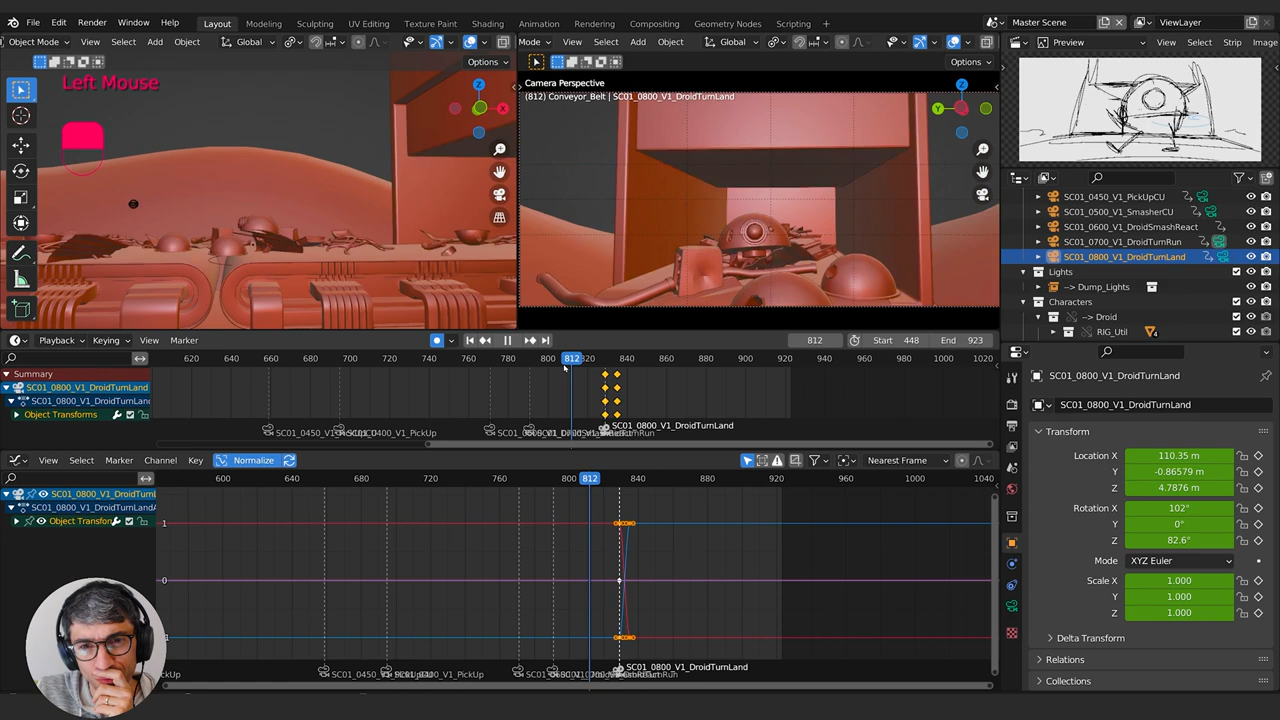 File Edit Render Window Help Layout Modeling Sculpting UV Editing Texture Paint Shading Animation Rendering Compositing Geometry Nodes Scripting + Master Scene ViewLayer
Object Mode View Select Add Object Global Mode View Select Add Object Global Preview View Select Strip Image
Options Options
Left Mouse
Camera Perspective
(812) Conveyor_Belt | SC01_0800_V1_DroidTurnLand
Z X
Z Y
SC01_0450_V1_PickUpCU
SC01_0500_V1_SmasherCU
SC01_0600_V1_DroidSmashReact
SC01_0700_V1_DroidTurnRun
SC01_0800_V1_DroidTurnLand
Lights
--> Dump_Lights
Characters
--> Droid
RIG_Util
Playback Keying View Marker 812 Start 448 End 923
620 640 660 680 700 720 740 760 780 800 812 840 860 880 900 920 940 960 980 1000 1020
Summary
SC01_0800_V1_DroidTurnLand
SC01_0800_V1_DroidTurnLand
Object Transforms
SC01_0800_V1_DroidTurnLand
View Select Marker Channel Key Normalize Nearest Frame
600 640 680 720 760 800 812 840 880 920 960 1000 1040
SC01_0800_V1_DroidTurnL
SC01_0800_V1_DroidTurnLandA
Object Transforn
1
0
SC01_0800_V1_DroidTurnLand
SC01_0800_V1_DroidTurnLand
SC01_0800_V1_DroidTurnLand
Transform
Location X 110.35 m
Y -0.86579 m
Z 4.7876 m
Rotation X 102°
Y 0°
Z 82.6°
Mode XYZ Euler
Scale X 1.000
Y 1.000
Z 1.000
Delta Transform
Relations
Collections